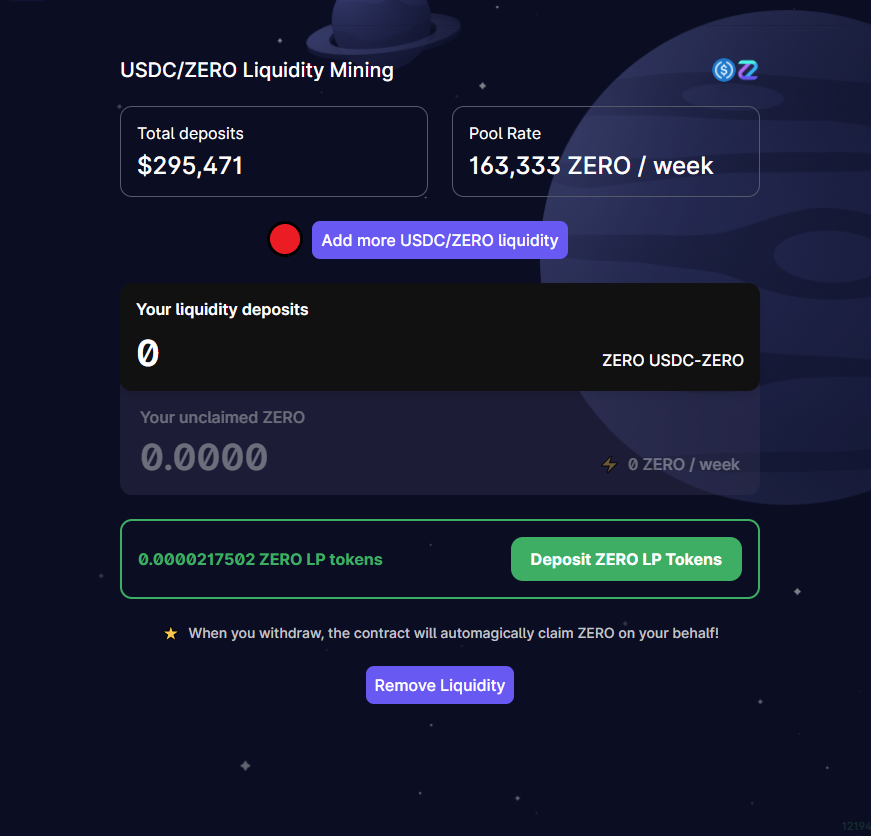 USDC/ZERO Liquidity Mining
Total deposits
$295,471
Pool Rate
163,333 ZERO / week
Add more USDC/ZERO liquidity
Your liquidity deposits
0
ZERO USDC-ZERO
Your unclaimed ZERO
0.0000
0 ZERO / week
0.0000217502 ZERO LP tokens
Deposit ZERO LP Tokens
When you withdraw, the contract will automagically claim ZERO on your behalf!
Remove Liquidity